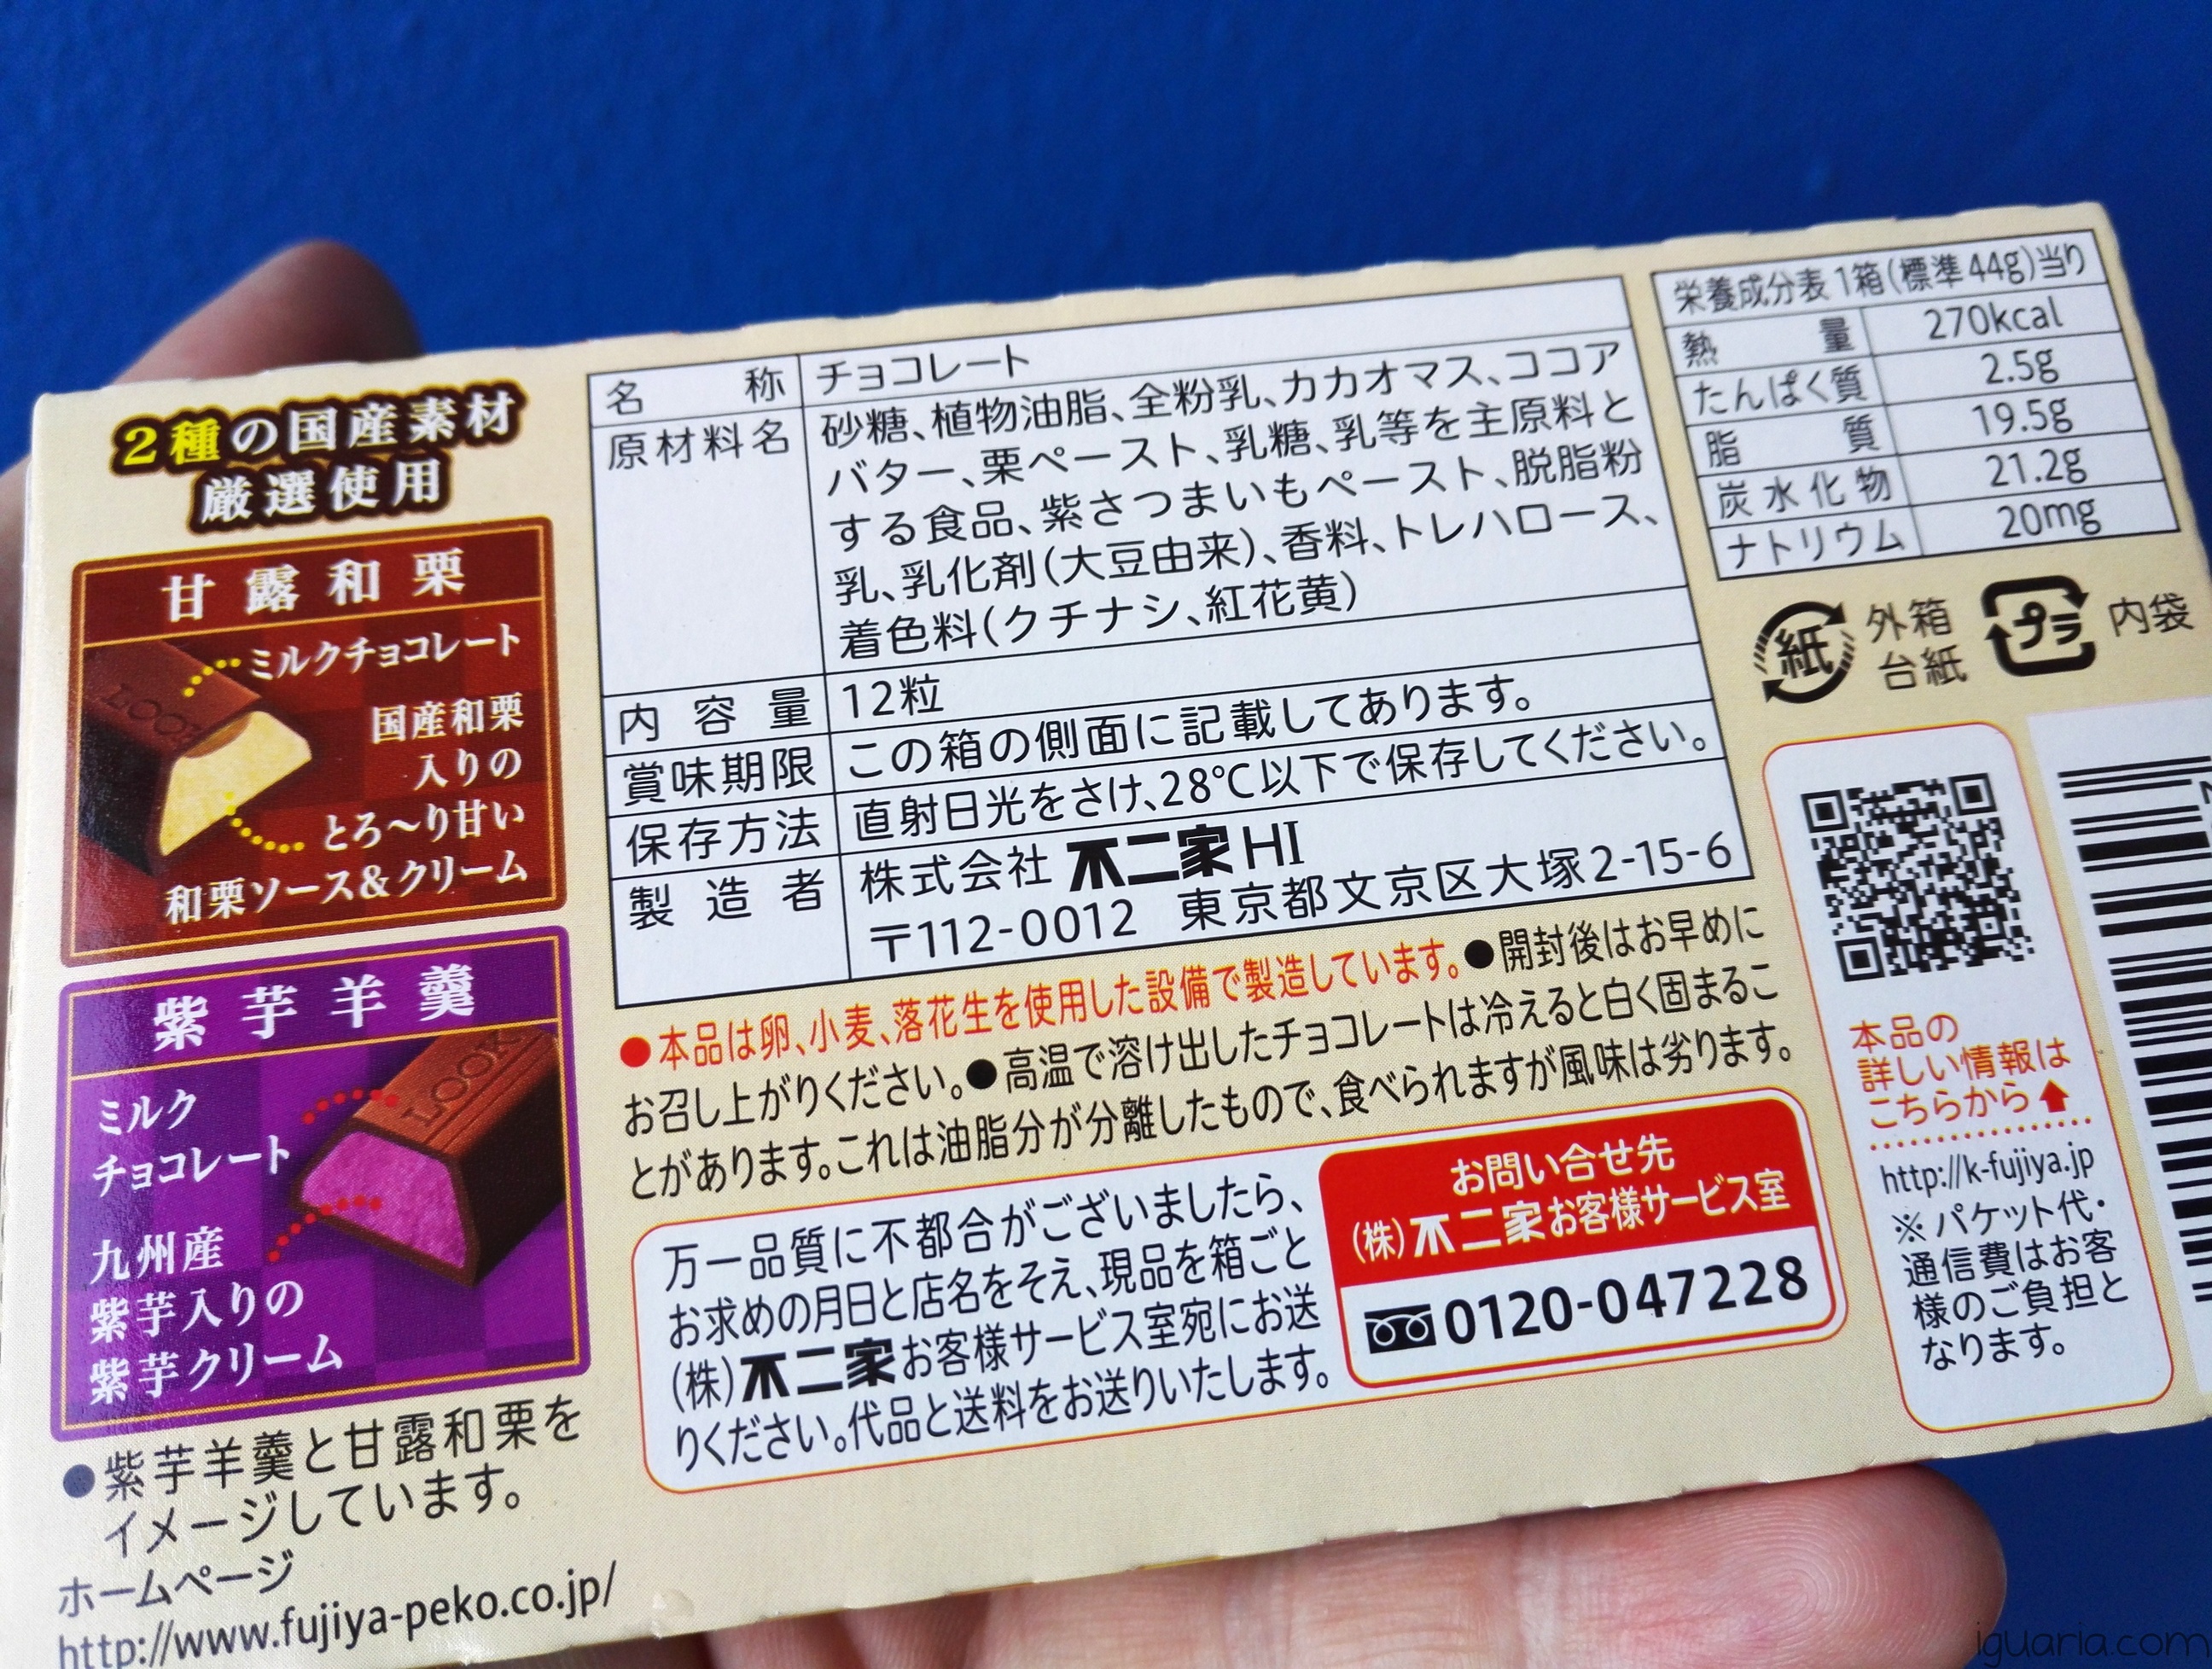 2種の国産素材
厳選使用
甘露和栗
LOOK
ミルクチョコレート
国産和栗
入りの
とろ〜り甘い
和栗ソース&クリーム
紫芋羊羹
LOOK
ミルク
チョコレート
九州産
紫芋入りの
紫芋クリーム
●紫芋羊羹と甘露和栗を
イメージしています。
ホームページ
http://www.fujiya-peko.co.jp/
名称 チョコレート
原材料名 砂糖、植物油脂、全粉乳、カカオマス、ココア
バター、栗ペースト、乳糖、乳等を主原料と
する食品、紫さつまいもペースト、脱脂粉
乳、乳化剤(大豆由来)、香料、トレハロース、
着色料(クチナシ、紅花黄)
内容量 12粒
賞味期限 この箱の側面に記載してあります。
保存方法 直射日光をさけ、28℃以下で保存してください。
製造者 株式会社 不二家 HI
〒112-0012 東京都文京区大塚2-15-6
●本品は卵、小麦、落花生を使用した設備で製造しています。●開封後はお早めに
お召し上がりください。●高温で溶け出したチョコレートは冷えると白く固まるこ
とがあります。これは油脂分が分離したもので、食べられますが風味は劣ります。
万一品質に不都合がございましたら、
お求めの月日と店名をそえ、現品を箱ごと
(株)不二家お客様サービス室宛にお送
りください。代品と送料をお送りいたします。
お問い合せ先
(株)不二家お客様サービス室
0120-047228
栄養成分表 1箱(標準44g)当り
熱量 270kcal
たんぱく質 2.5g
脂質 19.5g
炭水化物 21.2g
ナトリウム 20mg
紙 外箱
台紙
プラ 内袋
本品の
詳しい情報は
こちらから
http://k-fujiya.jp
※パケット代・
通信費はお客
様のご負担と
なります。
iguaria.com